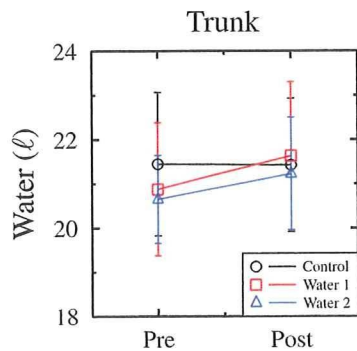 Trunk
24
22
20
18
Water (ℓ)
Pre
Post
Control
Water 1
Water 2